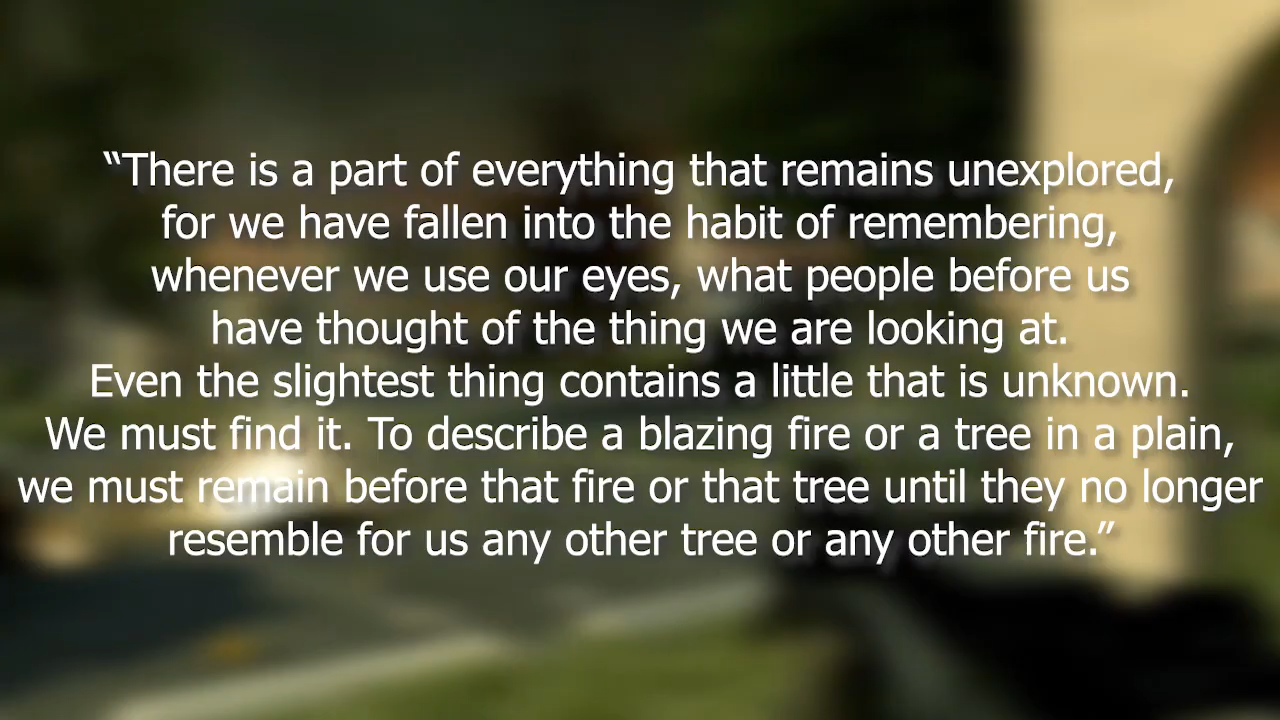 “There is a part of everything that remains unexplored,
for we have fallen into the habit of remembering,
whenever we use our eyes, what people before us
have thought of the thing we are looking at.
Even the slightest thing contains a little that is unknown.
We must find it. To describe a blazing fire or a tree in a plain,
we must remain before that fire or that tree until they no longer
resemble for us any other tree or any other fire.”